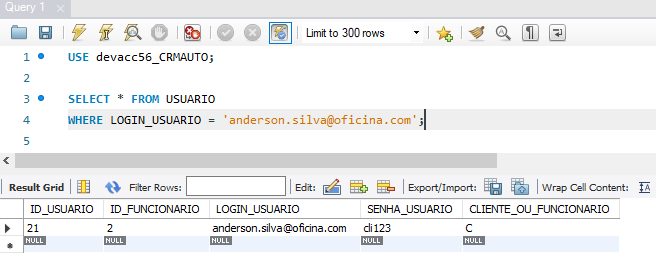 Query 1
Limit to 300 rows
1 USE devacc56_CRMAUTO;
2
3 SELECT * FROM USUARIO
4 WHERE LOGIN_USUARIO = 'anderson.silva@oficina.com';
5
Result Grid Filter Rows: Edit: Export/Import: Wrap Cell Content:
ID_USUARIO ID_FUNCIONARIO LOGIN_USUARIO SENHA_USUARIO CLIENTE_OU_FUNCIONARIO
21 2 anderson.silva@oficina.com cli123 C
NULL NULL NULL NULL NULL